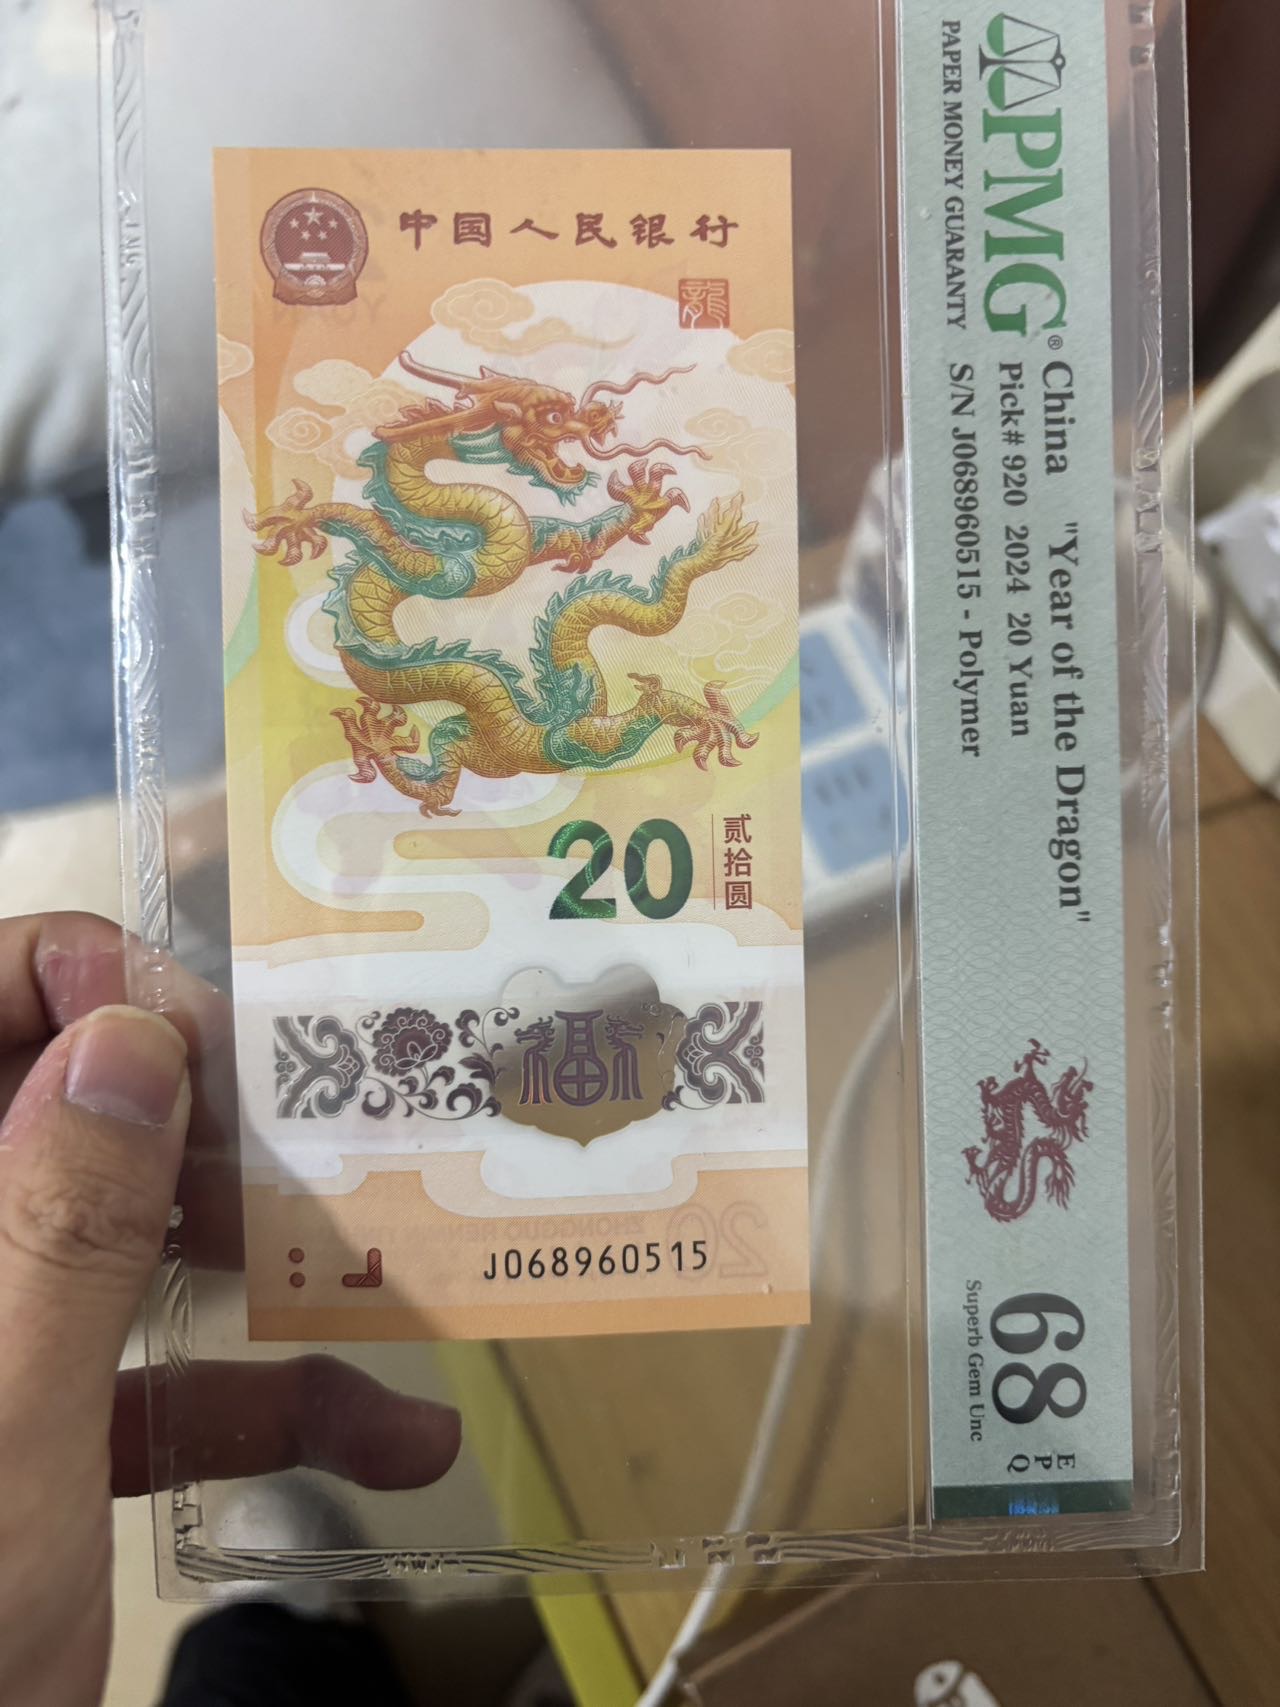 中国人民银行
龍
20
贰拾圆
福
J068960515
PMG®
PAPER MONEY GUARANTY
China "Year of the Dragon"
Pick# 920 2024 20 Yuan
S/N J068960515 - Polymer
68 EPQ
Superb Gem Unc